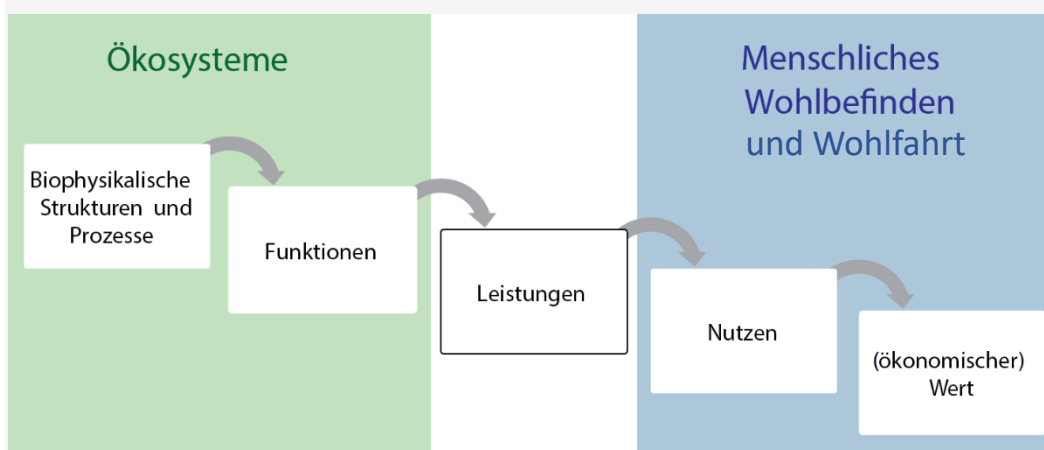 Ökosysteme
Menschliches
Wohlbefinden
und Wohlfahrt
Biophysikalische
Strukturen und
Prozesse
Funktionen
Leistungen
Nutzen
(ökonomischer)
Wert